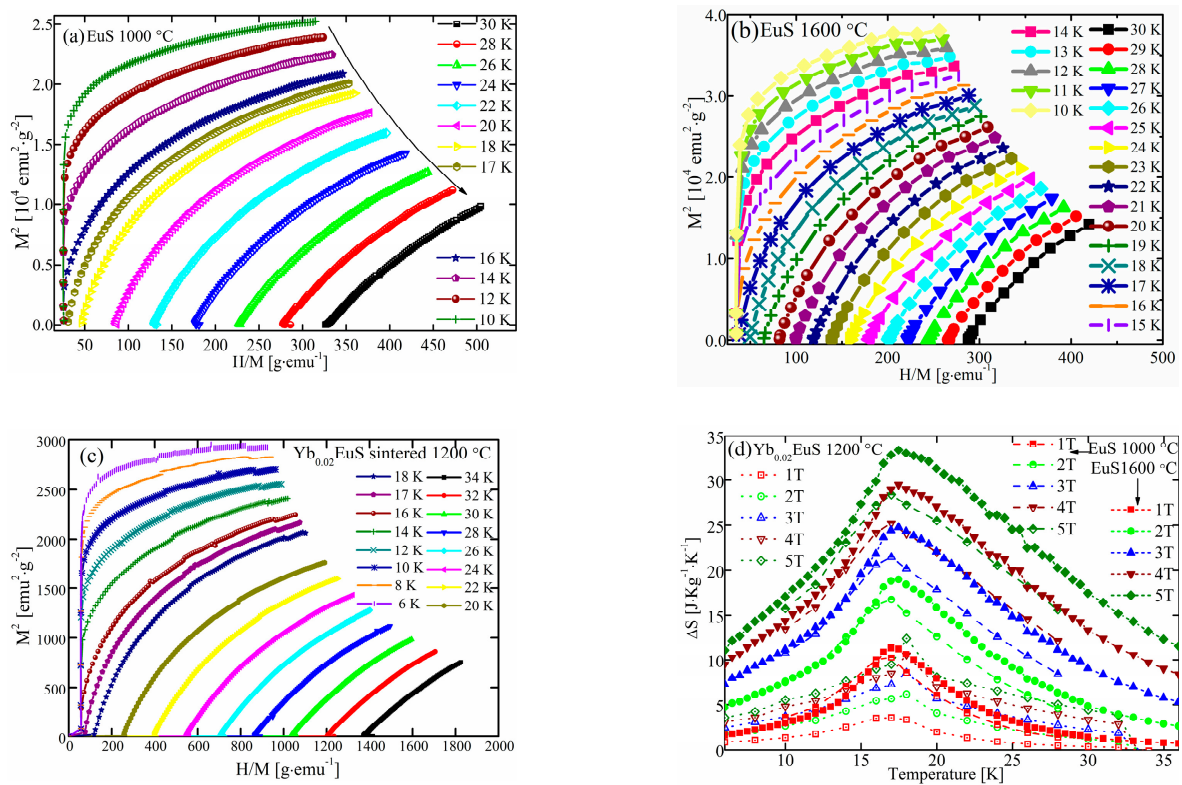 (a) EuS 1000 °C
30 K
28 K
26 K
24 K
22 K
20 K
18 K
17 K
16 K
14 K
12 K
10 K
M² [10⁴ emu²·g⁻²]
2.5
2.0
1.5
1.0
0.5
0.0
50 100 150 200 250 300 350 400 450 500
H/M [g·emu⁻¹]
(b) EuS 1600 °C
14 K
13 K
12 K
11 K
10 K
30 K
29 K
28 K
27 K
26 K
25 K
24 K
23 K
22 K
21 K
20 K
19 K
18 K
17 K
16 K
15 K
M² [10⁴ emu²·g⁻²]
4.0
3.0
2.0
1.0
0.0
100 200 300 400 500
H/M [g·emu⁻¹]
(c) Yb0.02EuS sintered 1200 °C
18 K 34 K
17 K 32 K
16 K 30 K
14 K 28 K
12 K 26 K
10 K 24 K
8 K 22 K
6 K 20 K
M² [emu²·g⁻²]
3000
2500
2000
1500
1000
500
0
0 200 400 600 800 1000 1200 1400 1600 1800 2000
H/M [g·emu⁻¹]
(d) Yb0.02EuS 1200 °C
1T
2T
3T
4T
5T
1T
2T
3T
4T
5T
EuS 1000 °C
EuS1600 °C
1T
2T
3T
4T
5T
ΔS [J.Kg⁻¹·K⁻¹]
35
30
25
20
15
10
5
0
10 15 20 25 30 35
Temperature [K]